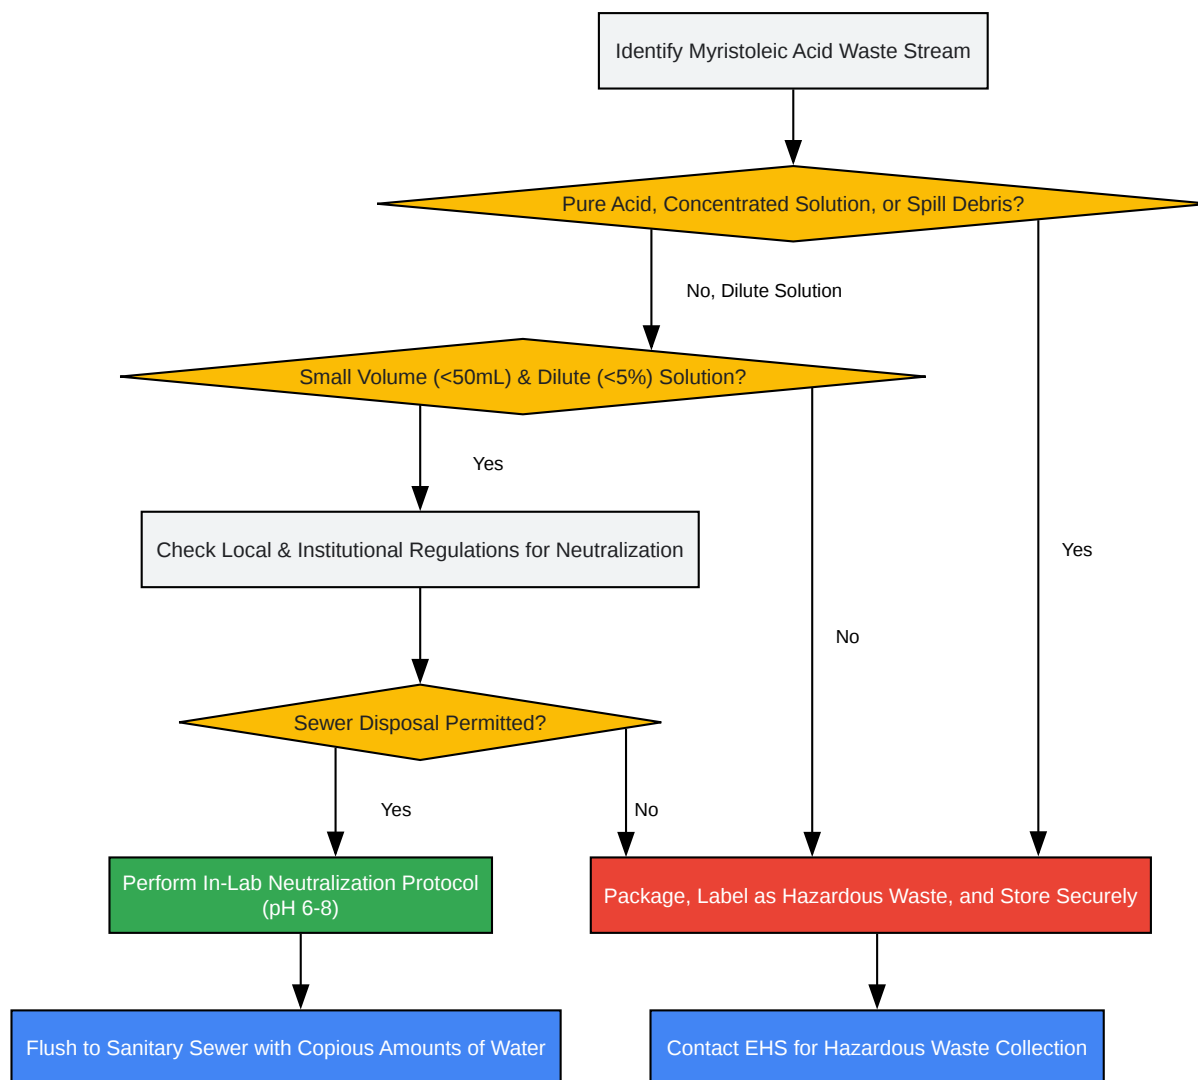 Identify Myristoleic Acid Waste Stream
Pure Acid, Concentrated Solution, or Spill Debris?
No, Dilute Solution
Small Volume (<50mL) & Dilute (<5%) Solution?
Yes
Check Local & Institutional Regulations for Neutralization
Yes
No
Sewer Disposal Permitted?
Yes
No
Perform In-Lab Neutralization Protocol
(pH 6-8)
Package, Label as Hazardous Waste, and Store Securely
Flush to Sanitary Sewer with Copious Amounts of Water
Contact EHS for Hazardous Waste Collection